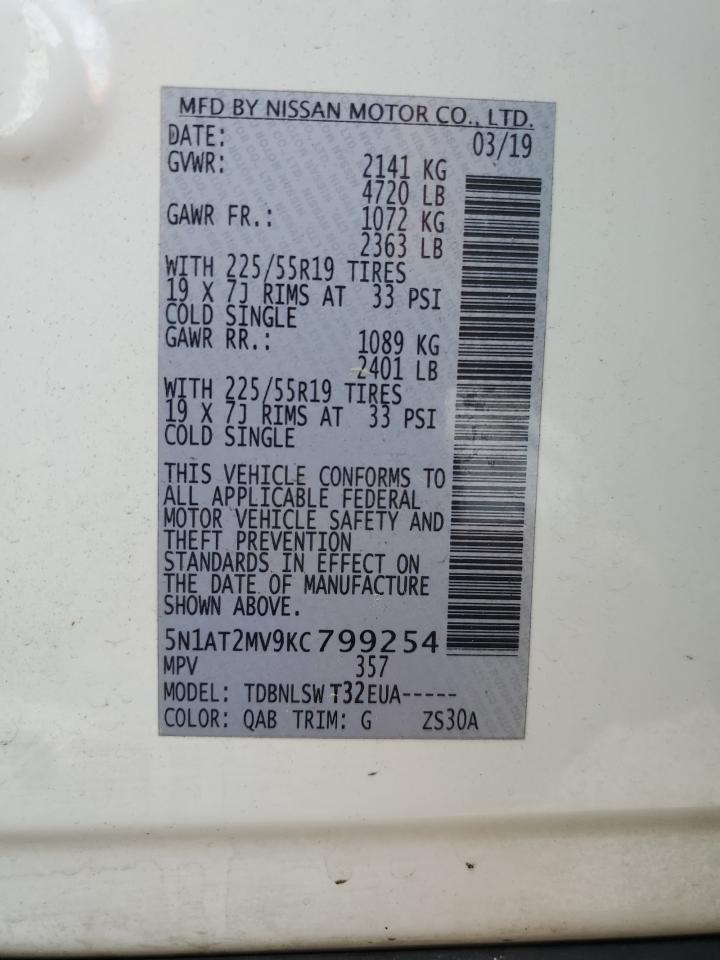 MFD BY NISSAN MOTOR CO., LTD.
DATE: 03/19
GVWR: 2141 KG
4720 LB
GAWR FR.: 1072 KG
2363 LB
WITH 225/55R19 TIRES
19 X 7J RIMS AT 33 PSI
COLD SINGLE
GAWR RR.: 1089 KG
2401 LB
WITH 225/55R19 TIRES
19 X 7J RIMS AT 33 PSI
COLD SINGLE
THIS VEHICLE CONFORMS TO
ALL APPLICABLE FEDERAL
MOTOR VEHICLE SAFETY AND
THEFT PREVENTION
STANDARDS IN EFFECT ON
THE DATE OF MANUFACTURE
SHOWN ABOVE.
5N1AT2MV9KC799254
MPV 357
MODEL: TDBNLSWT32EUA-----
COLOR: QAB TRIM: G ZS30A